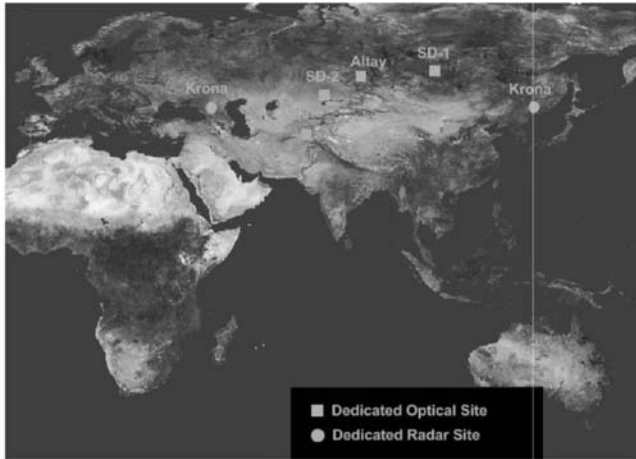 SD-1
Altay
SD-2
Krona
Krona
Dedicated Optical Site
Dedicated Radar Site